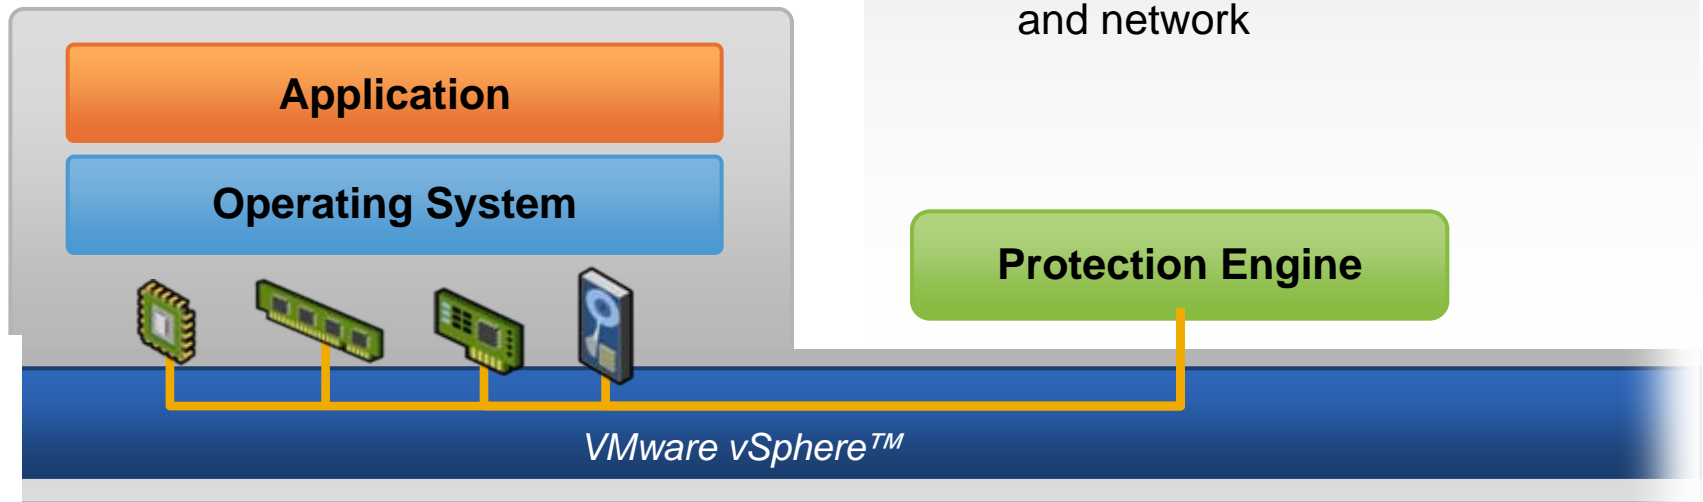 and network
Application
Operating System
Protection Engine
VMware vSphere™